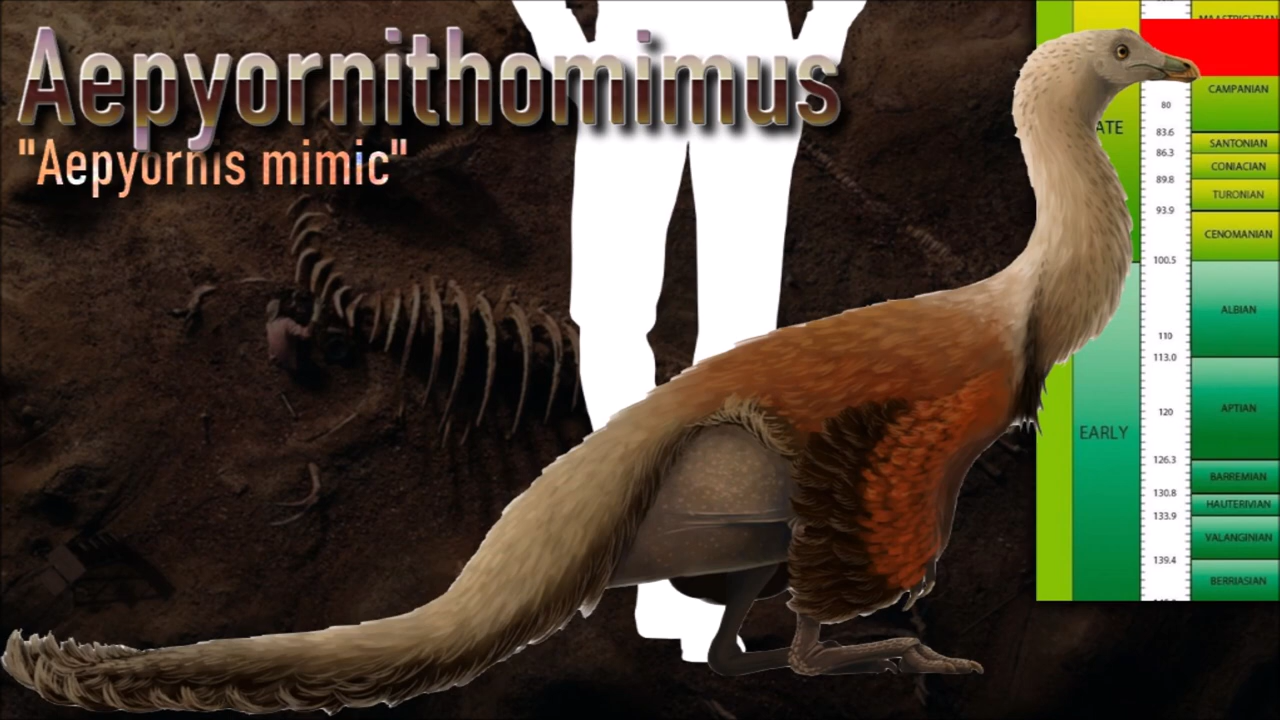 Aepyornithomimus
"Aepyornis mimic"
MAASTRICHTIAN
CAMPANIAN
80
ATE
83.6
SANTONIAN
86.3
CONIACIAN
89.8
TURONIAN
93.9
CENOMANIAN
100.5
ALBIAN
110
113.0
APTIAN
120
EARLY
126.3
BARREMIAN
130.8
HAUTERIVIAN
133.9
VALANGINIAN
139.4
BERRIASIAN